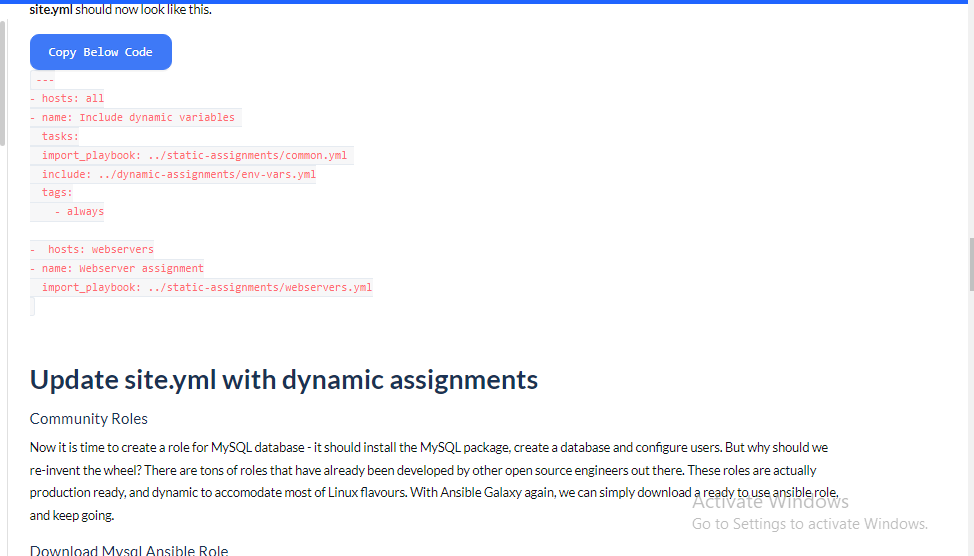 site.yml should now look like this.
Copy Below Code
---
- hosts: all
- name: Include dynamic variables
  tasks:
  import_playbook: ../static-assignments/common.yml
  include: ../dynamic-assignments/env-vars.yml
  tags:
    - always
-  hosts: webservers
- name: Webserver assignment
  import_playbook: ../static-assignments/webservers.yml
Update site.yml with dynamic assignments
Community Roles
Now it is time to create a role for MySQL database - it should install the MySQL package, create a database and configure users. But why should we
re-invent the wheel? There are tons of roles that have already been developed by other open source engineers out there. These roles are actually
production ready, and dynamic to accomodate most of Linux flavours. With Ansible Galaxy again, we can simply download a ready to use ansible role,
and keep going.
Activate Windows
Go to Settings to activate Windows.
Download Mysql Ansible Role